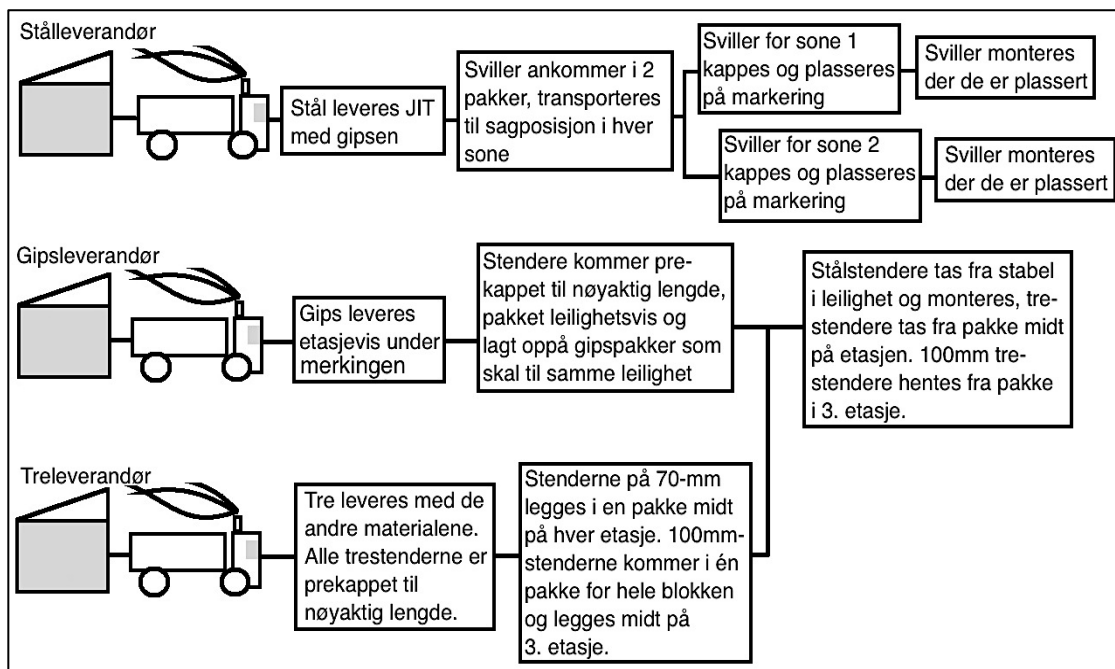 Stålleverandør
Stål leveres JIT
med gipsen
Sviller ankommer i 2
pakker, transporteres
til sagposisjon i hver
sone
Sviller for sone 1
kappes og plasseres
på markering
Sviller monteres
der de er plassert
Sviller for sone 2
kappes og plasseres
på markering
Sviller monteres
der de er plassert
Gipsleverandør
Gips leveres
etasjevis under
merkingen
Stendere kommer pre-
kappet til nøyaktig lengde,
pakket leilighetsvis og
lagt oppå gipspakker som
skal til samme leilighet
Stålstendere tas fra stabel
i leilighet og monteres, tre-
stendere tas fra pakke midt
på etasjen. 100mm tre-
stendere hentes fra pakke
i 3. etasje.
Treleverandør
Tre leveres med de
andre materialene.
Alle trestenderne er
prekappet til
nøyaktig lengde.
Stenderne på 70-mm
legges i en pakke midt
på hver etasje. 100mm-
stenderne kommer i én
pakke for hele blokken
og legges midt på
3. etasje.